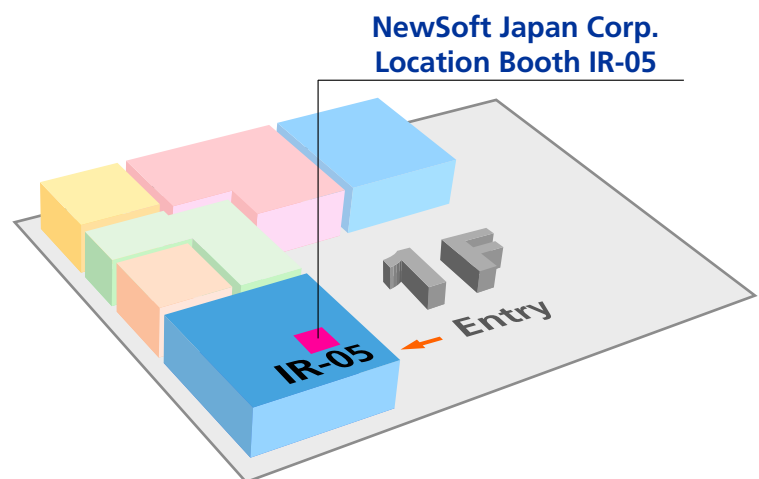 NewSoft Japan Corp.
Location Booth IR-05
1F
Entry
IR-05